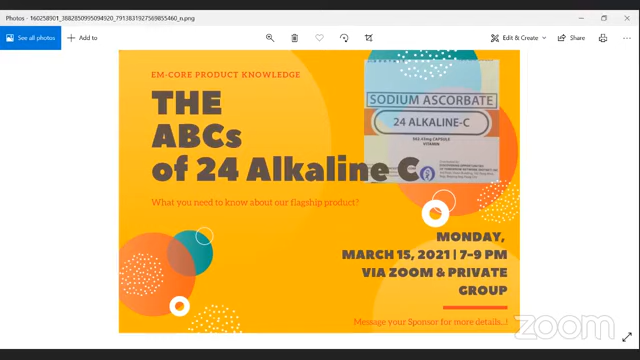 Photos - 160258901_3882850995094920_7913831927569855460_n.png
See all photos
Add to
Edit & Create
Share
EM-CORE PRODUCT KNOWLEDGE
THE
ABCs
of 24 Alkaline C
What you need to know about our flagship product?
SODIUM ASCORBATE
24 ALKALINE-C
CAPSULE
VITAMIN
MONDAY,
MARCH 15, 2021 | 7-9 PM
VIA ZOOM & PRIVATE
GROUP
Message your Sponsor for more details...!
zoom